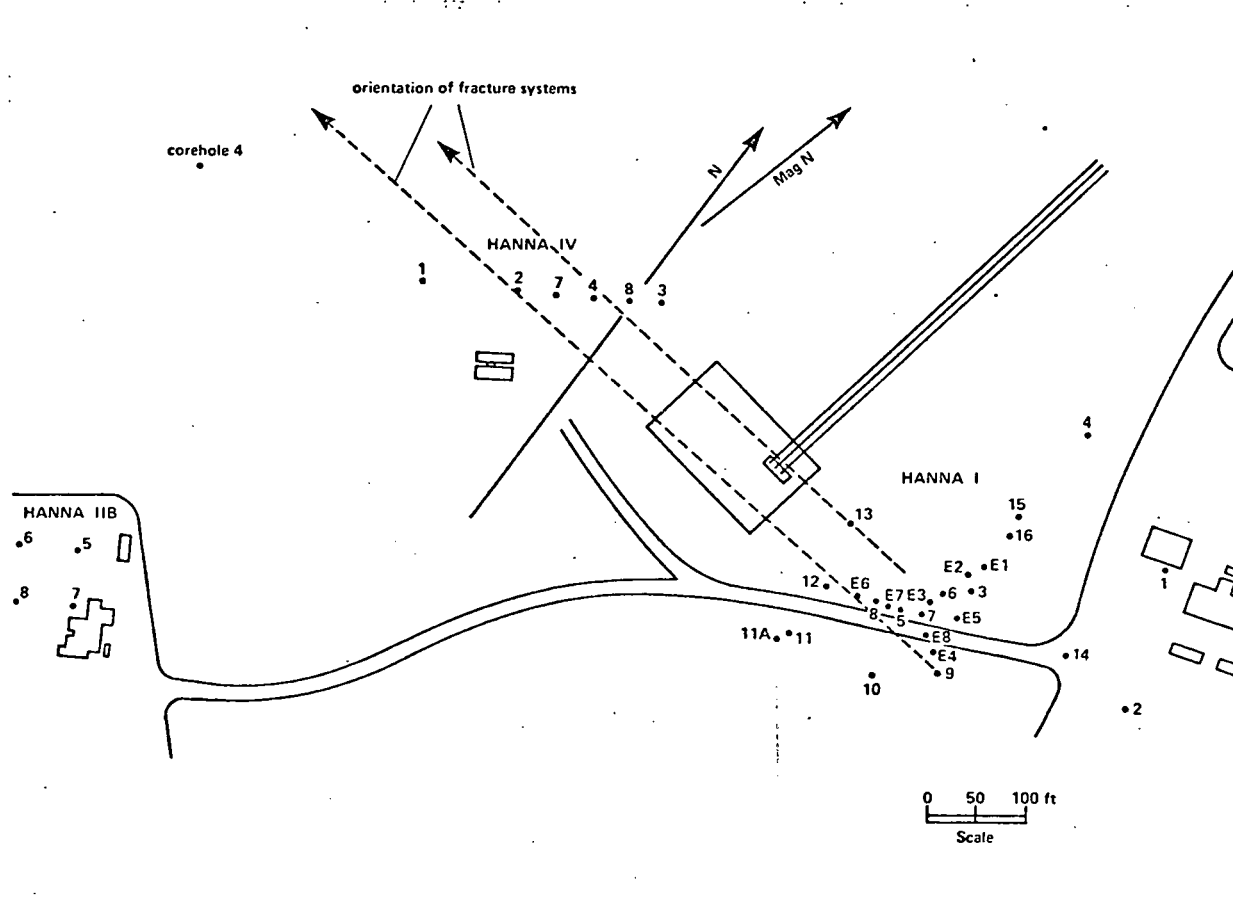 orientation of fracture systems
corehole 4
N
Mag N
HANNA IV
1
2
7
4
8
3
4
HANNA I
15
16
13
HANNA IIB
6
5
8
7
E2
E1
12
E6
E7
E3
6
3
8
5
7
E5
11A
11
E8
E4
9
10
14
1
2
0 50 100 ft
Scale